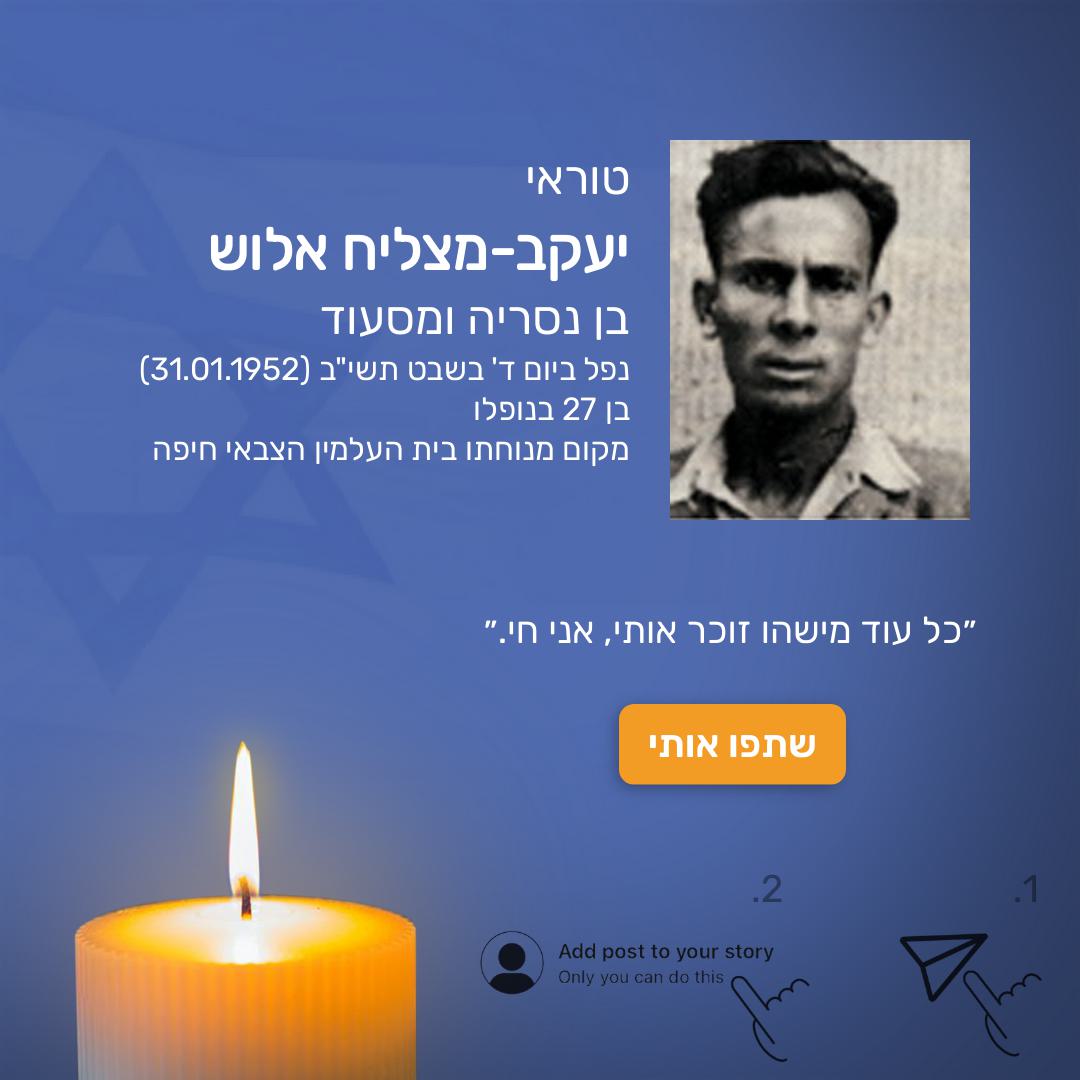 טוראי
יעקב-מצליח אלוש
בן נסריה ומסעוד
נפל ביום ד' בשבט תשי"ב (31.01.1952)
בן 27 בנופלו
מקום מנוחתו בית העלמין הצבאי חיפה
״כל עוד מישהו זוכר אותי, אני חי.״
שתפו אותי
1.
2.
Add post to your story
Only you can do this